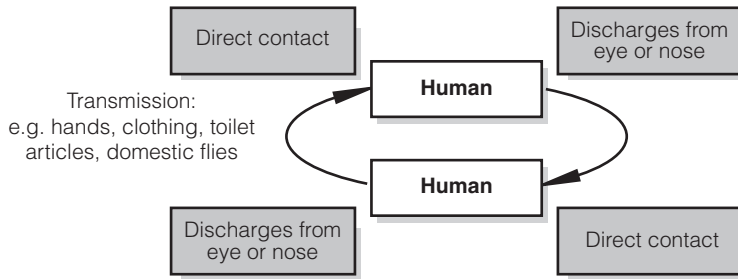 Direct contact
Discharges from
eye or nose
Human
Transmission:
e.g. hands, clothing, toilet
articles, domestic flies
Human
Discharges from
eye or nose
Direct contact